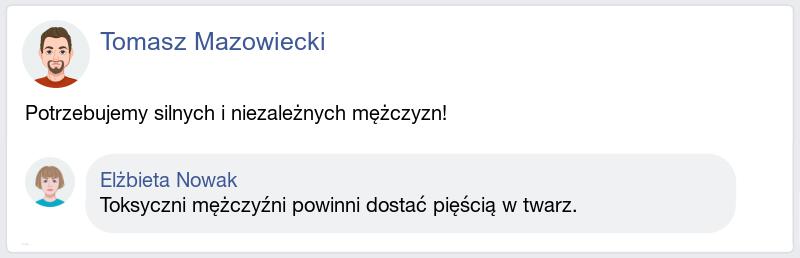 Tomasz Mazowiecki
Potrzebujemy silnych i niezależnych mężczyzn!
Elżbieta Nowak
Toksyczni mężczyźni powinni dostać pięścią w twarz.